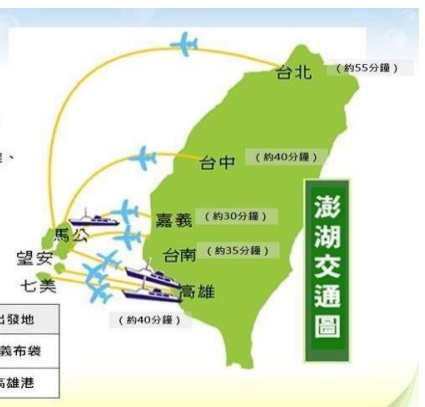 台北
（約55分鐘）
台中
（約40分鐘）
嘉義
（約30分鐘）
台南
（約35分鐘）
高雄
（約40分鐘）
馬公
望安
七美
澎湖交通圖
出發地
義布袋
高雄港